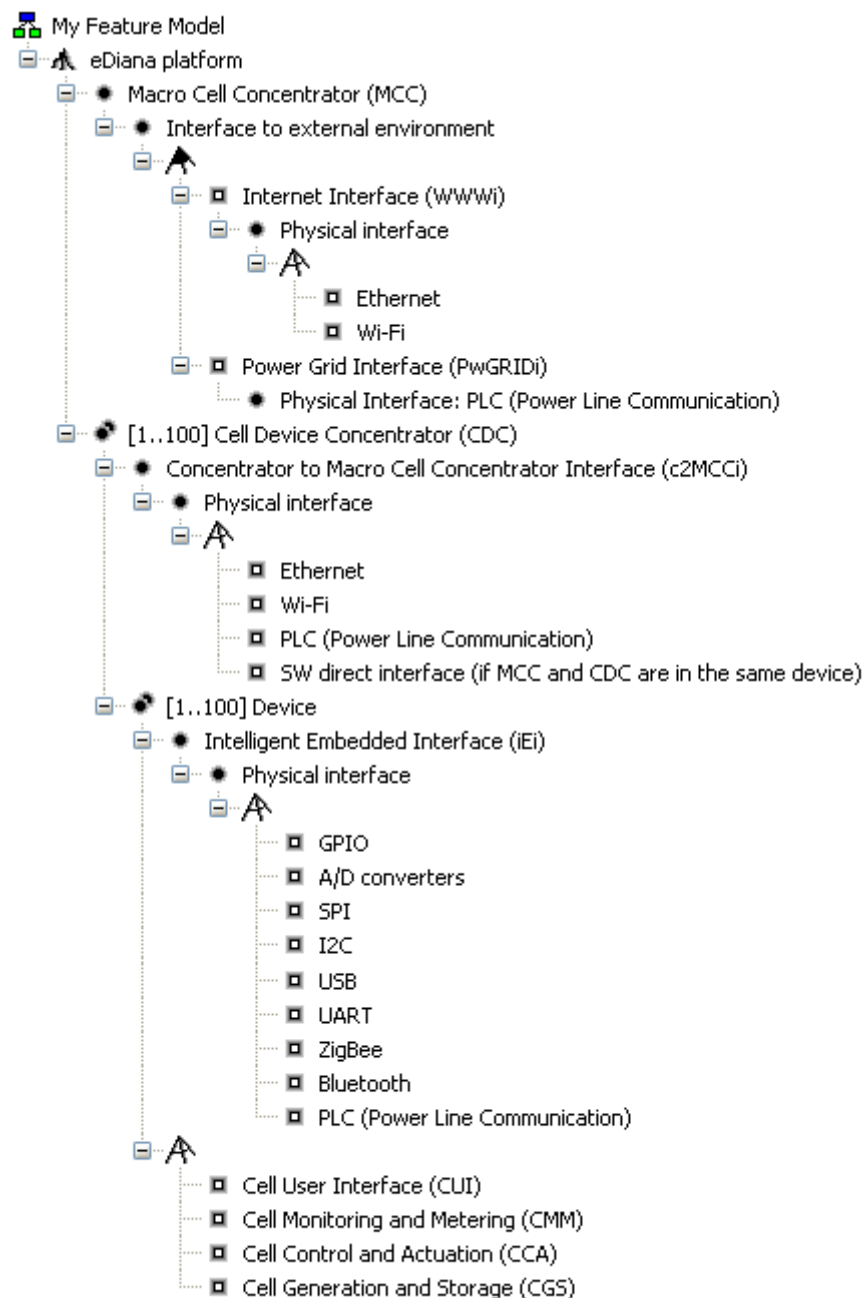 My Feature Model
eDiana platform
Macro Cell Concentrator (MCC)
Interface to external environment
Internet Interface (WWWi)
Physical interface
Ethernet
Wi-Fi
Power Grid Interface (PwGRIDi)
Physical Interface: PLC (Power Line Communication)
[1..100] Cell Device Concentrator (CDC)
Concentrator to Macro Cell Concentrator Interface (c2MCCi)
Physical interface
Ethernet
Wi-Fi
PLC (Power Line Communication)
SW direct interface (if MCC and CDC are in the same device)
[1..100] Device
Intelligent Embedded Interface (iEi)
Physical interface
GPIO
A/D converters
SPI
I2C
USB
UART
ZigBee
Bluetooth
PLC (Power Line Communication)
Cell User Interface (CUI)
Cell Monitoring and Metering (CMM)
Cell Control and Actuation (CCA)
Cell Generation and Storage (CGS)